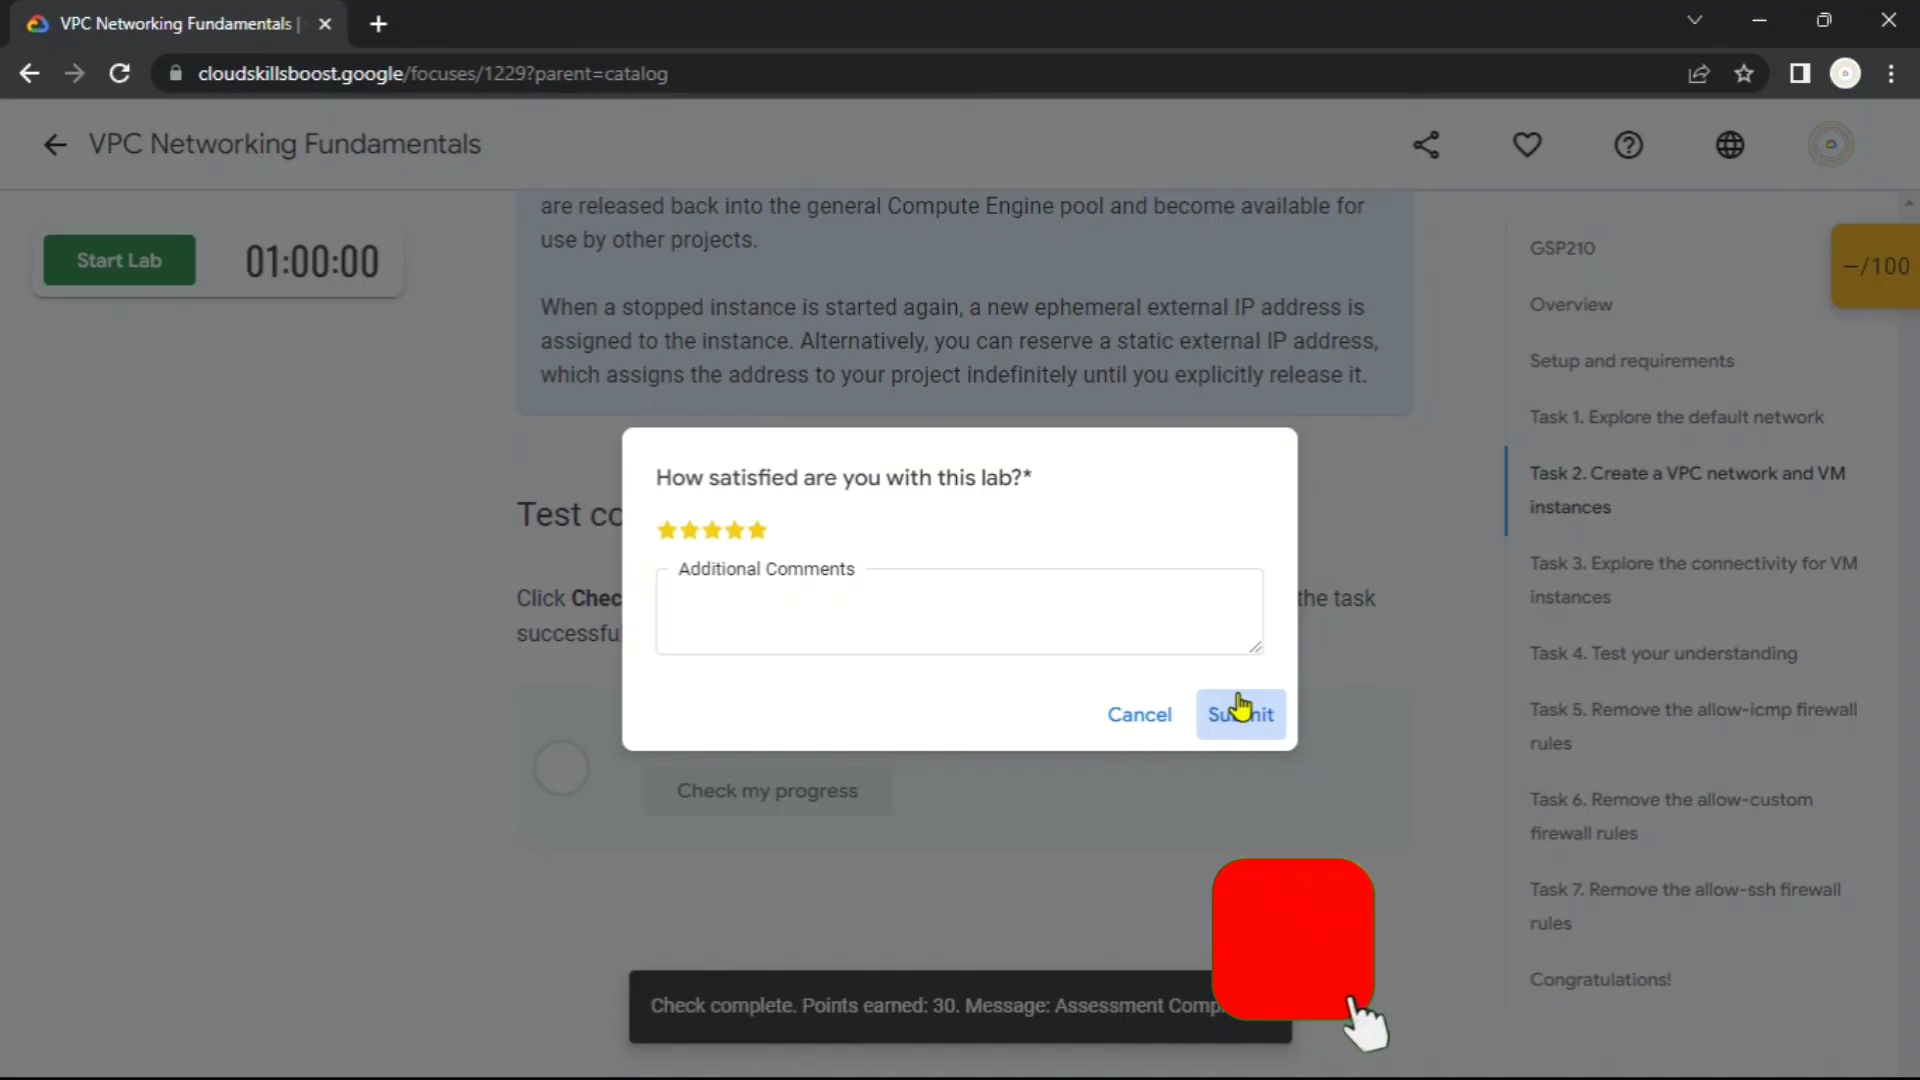 VPC Networking Fundamentals |
cloudskillsboost.google/focuses/1229?parent=catalog
VPC Networking Fundamentals
Start Lab
01:00:00
are released back into the general Compute Engine pool and become available for
use by other projects.
When a stopped instance is started again, a new ephemeral external IP address is
assigned to the instance. Alternatively, you can reserve a static external IP address,
which assigns the address to your project indefinitely until you explicitly release it.
Test
Click
the task
How satisfied are you with this lab?*
Additional Comments
Cancel
Check my progress
Check complete. Points earned: 30. Message: Assessment
GSP210
–/100
Overview
Setup and requirements
Task 1. Explore the default network
Task 2. Create a VPC network and VM
instances
Task 3. Explore the connectivity for VM
instances
Task 4. Test your understanding
Task 5. Remove the allow-icmp firewall
rules
Task 6. Remove the allow-custom
firewall rules
Task 7. Remove the allow-ssh firewall
rules
Congratulations!